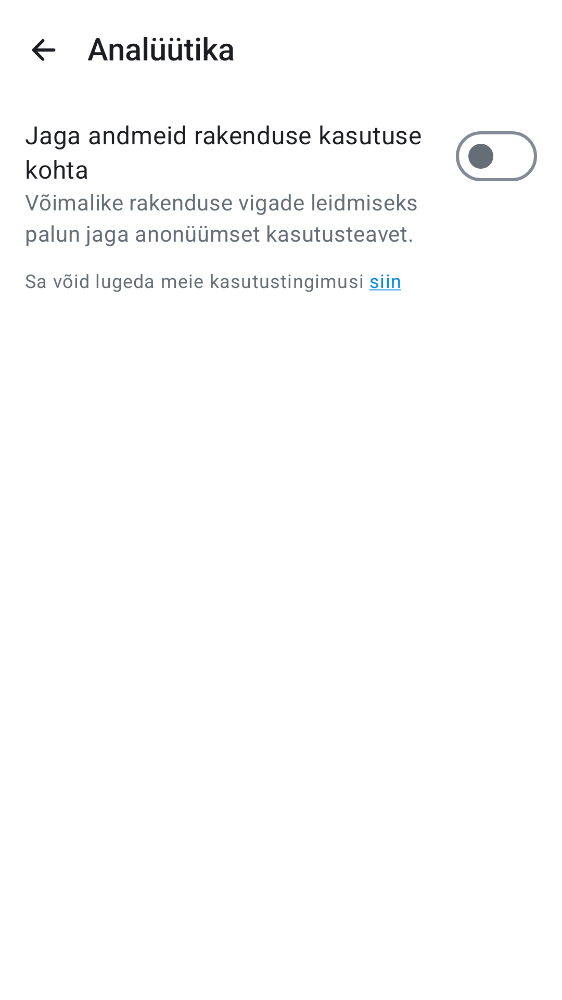 Analüütika
Jaga andmeid rakenduse kasutuse
kohta
Võimalike rakenduse vigade leidmiseks
palun jaga anonüümset kasutusteavet.
Sa võid lugeda meie kasutustingimusi siin